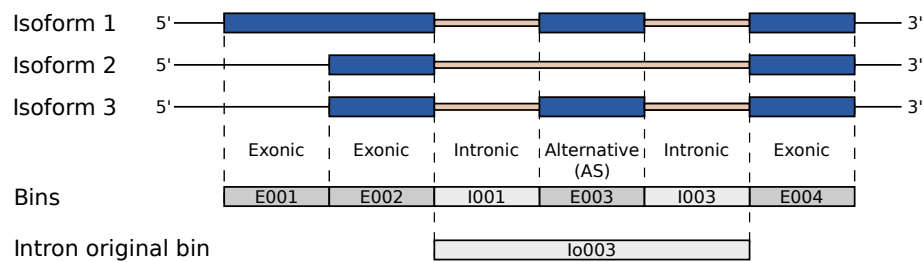 Isoform 1 5' 3'
Isoform 2 5' 3'
Isoform 3 5' 3'
Exonic Exonic Intronic Alternative Intronic Exonic
(AS)
Bins E001 E002 I001 E003 I003 E004
Intron original bin Io003